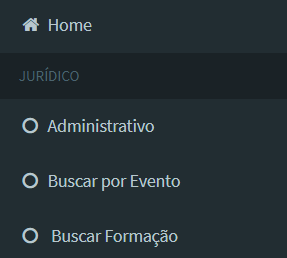 Home
JURÍDICO
Administrativo
Buscar por Evento
Buscar Formação